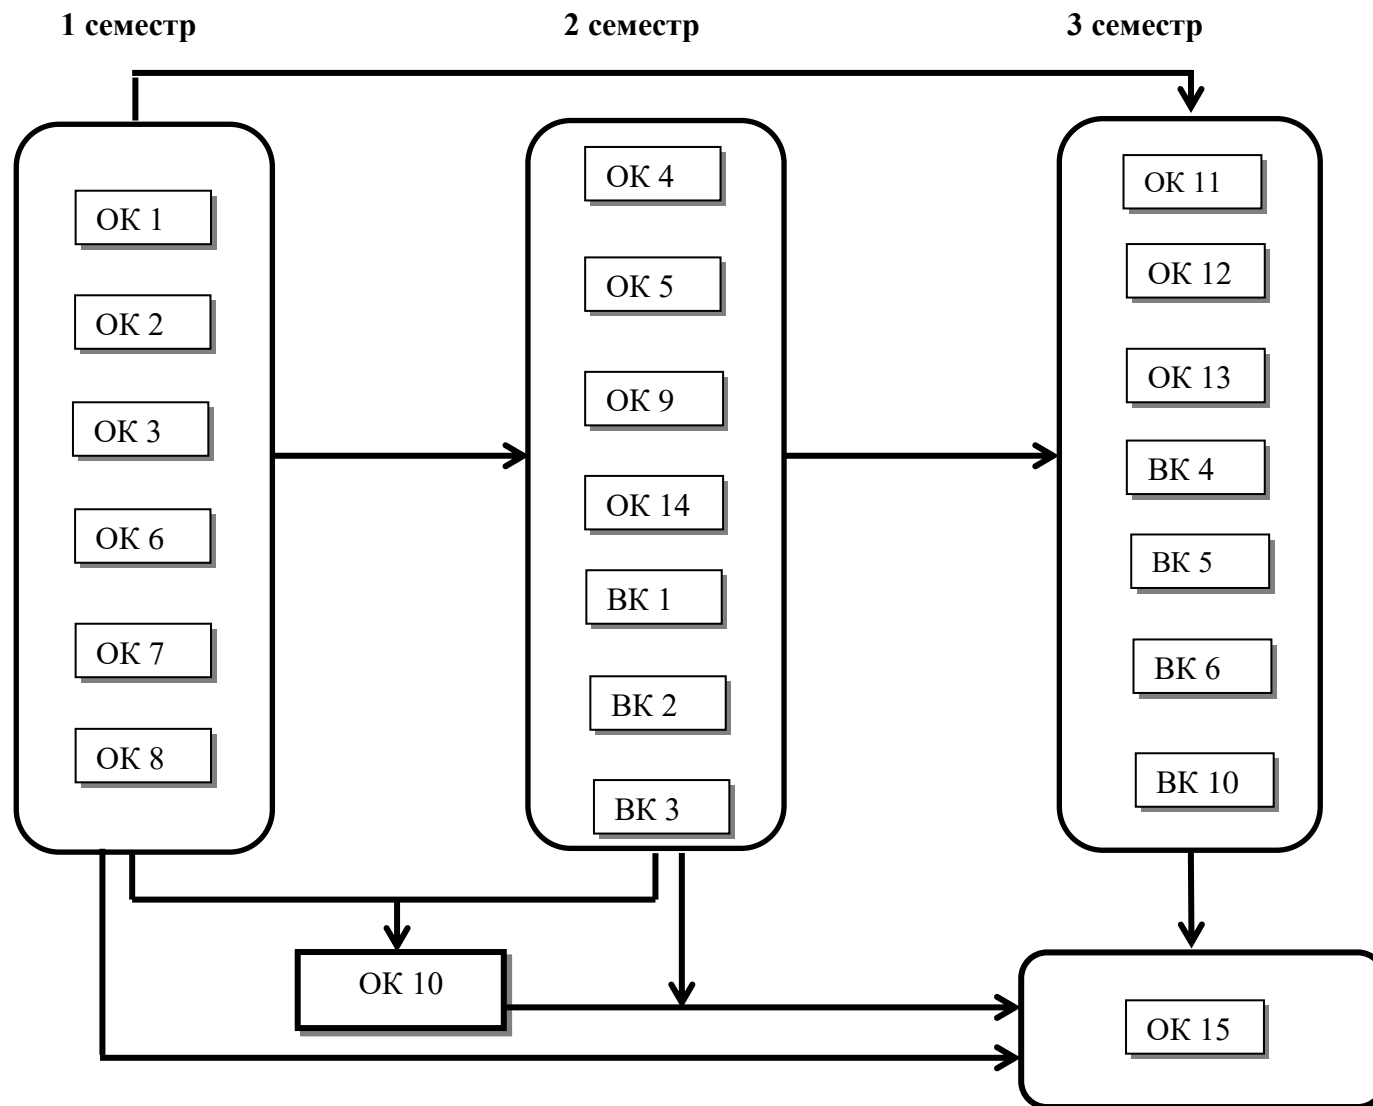 1 семестр
2 семестр
3 семестр
ОК 1
ОК 2
ОК 3
ОК 6
ОК 7
ОК 8
ОК 4
ОК 5
ОК 9
ОК 14
ВК 1
ВК 2
ВК 3
ОК 11
ОК 12
ОК 13
ВК 4
ВК 5
ВК 6
ВК 10
ОК 10
ОК 15